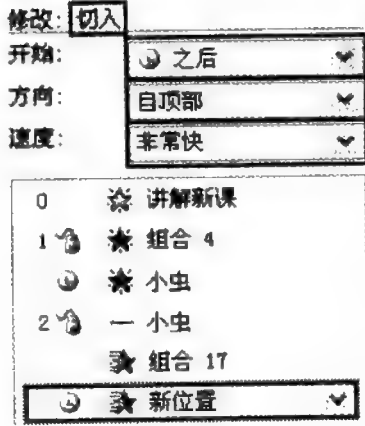 修改: 切入
开始: 之后
方向: 自顶部
速度: 非常快
0 讲解新课
1 组合 4
小虫
2 小虫
组合 17
新位置